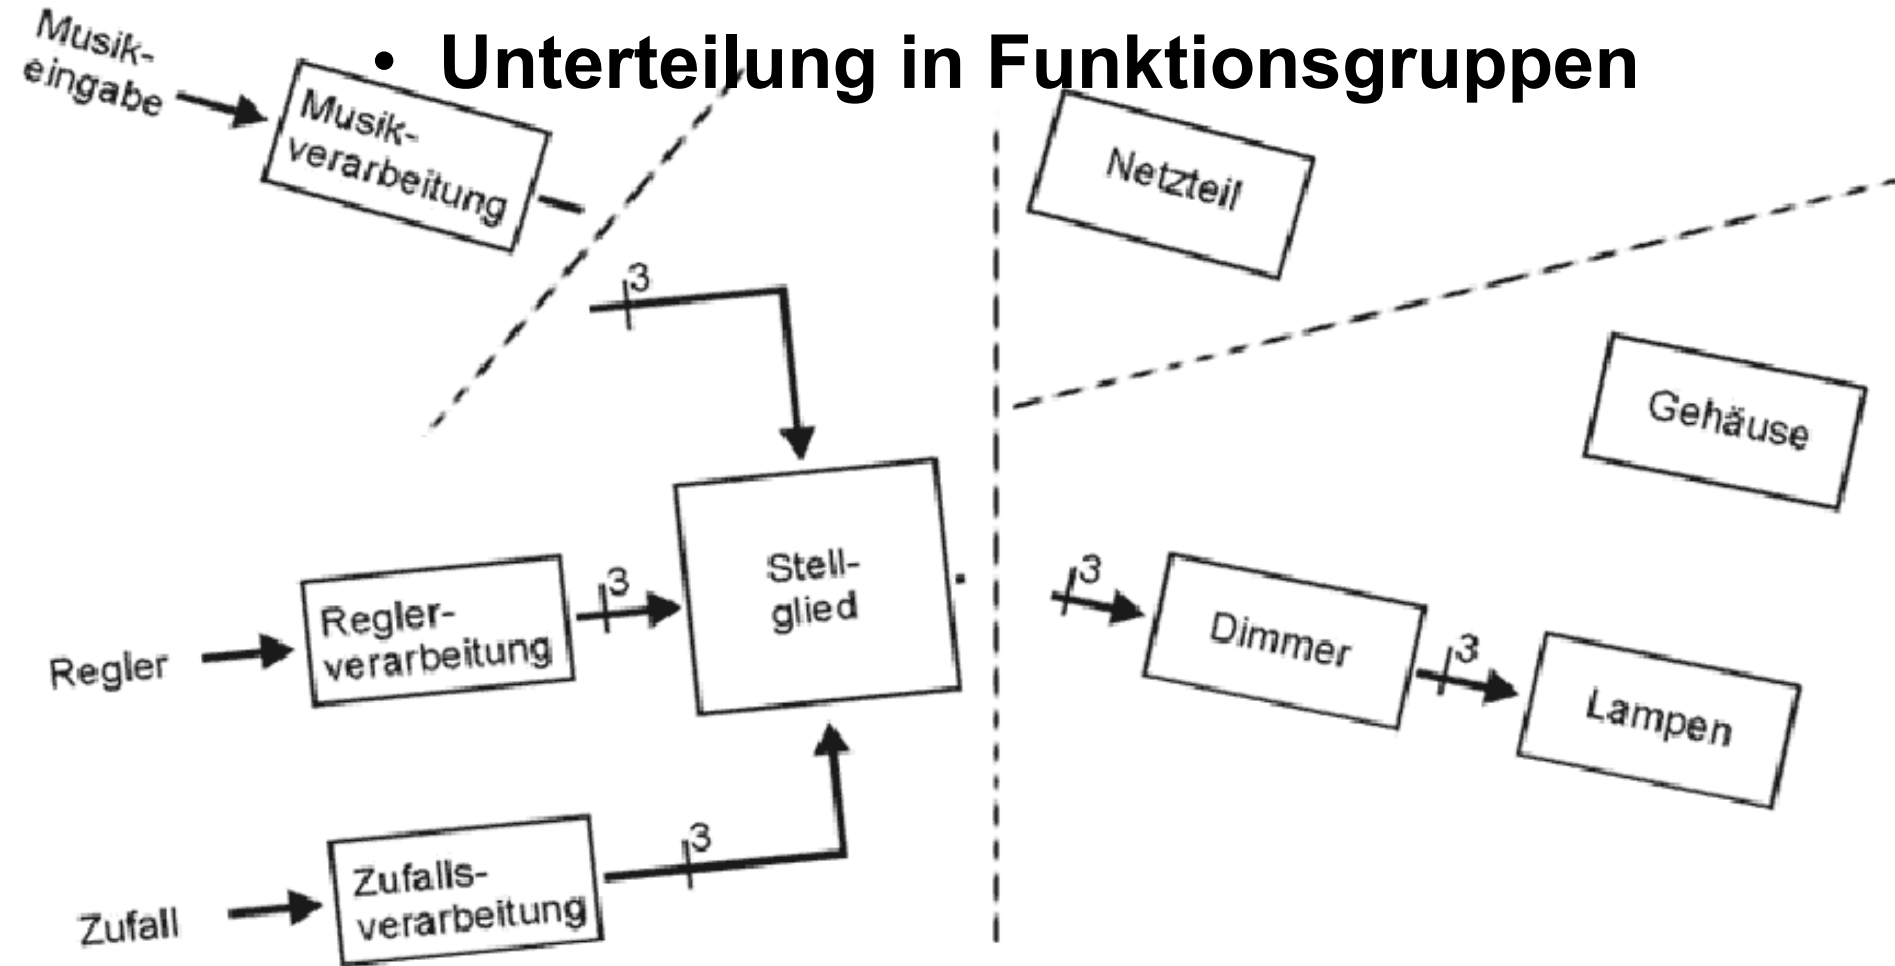 • Unterteilung in Funktionsgruppen
Musik-
eingabe
Musik-
verarbeitung
Netzteil
3
Gehäuse
Stell-
glied
Regler
Regler-
verarbeitung
3
3
Dimmer
3
Lampen
Zufall
Zufalls-
verarbeitung
3